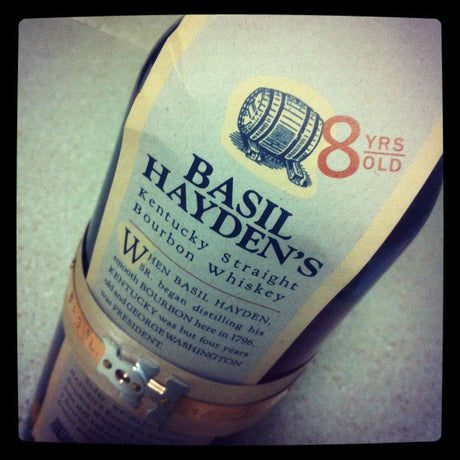 8 YRS
OLD
BASIL
HAYDEN'S
Kentucky Straight
Bourbon Whiskey
WHEN BASIL HAYDEN,
SR. began distilling his
smooth BOURBON here in 1796,
KENTUCKY was but four years
old and GEORGE WASHINGTON
was PRESIDENT.